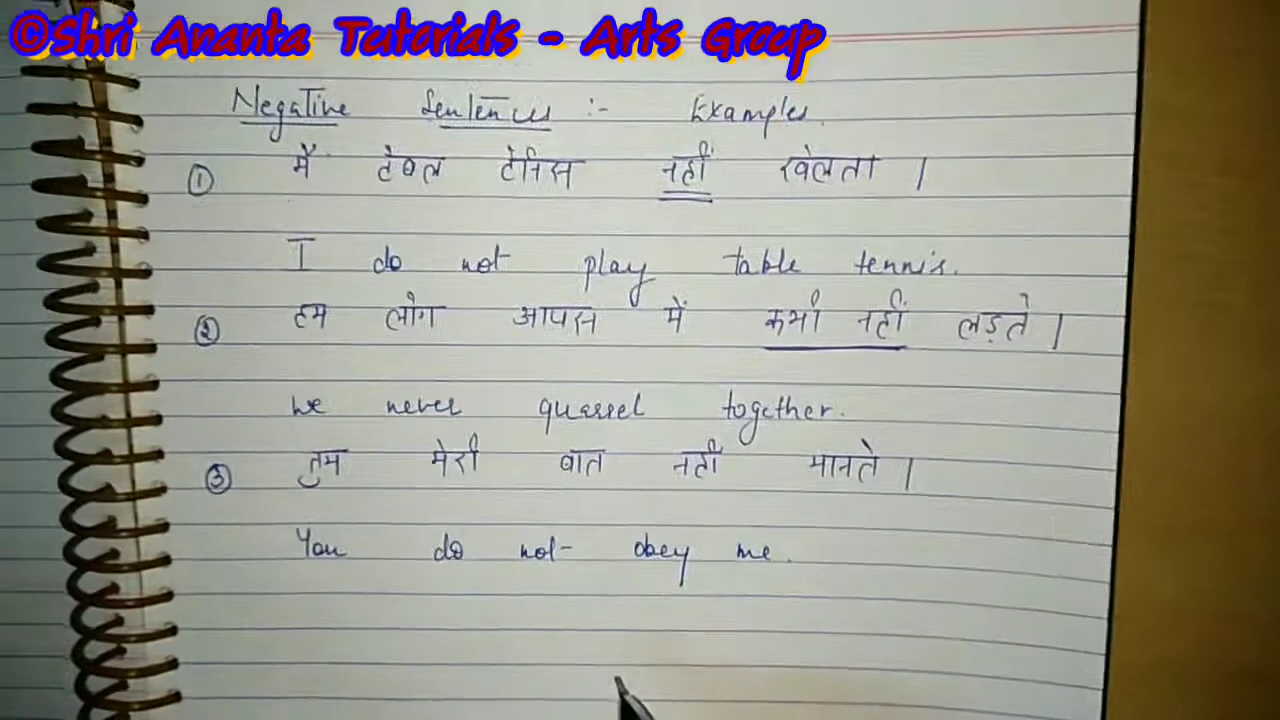 ©Shri Ananta Tutorials - Arts Group
Negative Sentences :- Examples.
① मैं टेबल टेनिस नहीं खेलता ।
I do not play table tennis.
② हम लोग आपस में कभी नहीं लड़ते ।
We never quarrel together.
③ तुम मेरी बात नहीं मानते ।
You do not obey me.